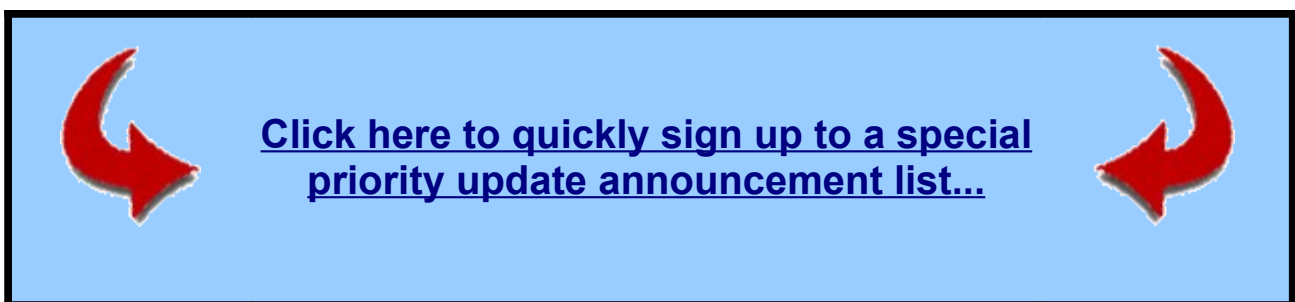 Click here to quickly sign up to a special
priority update announcement list...